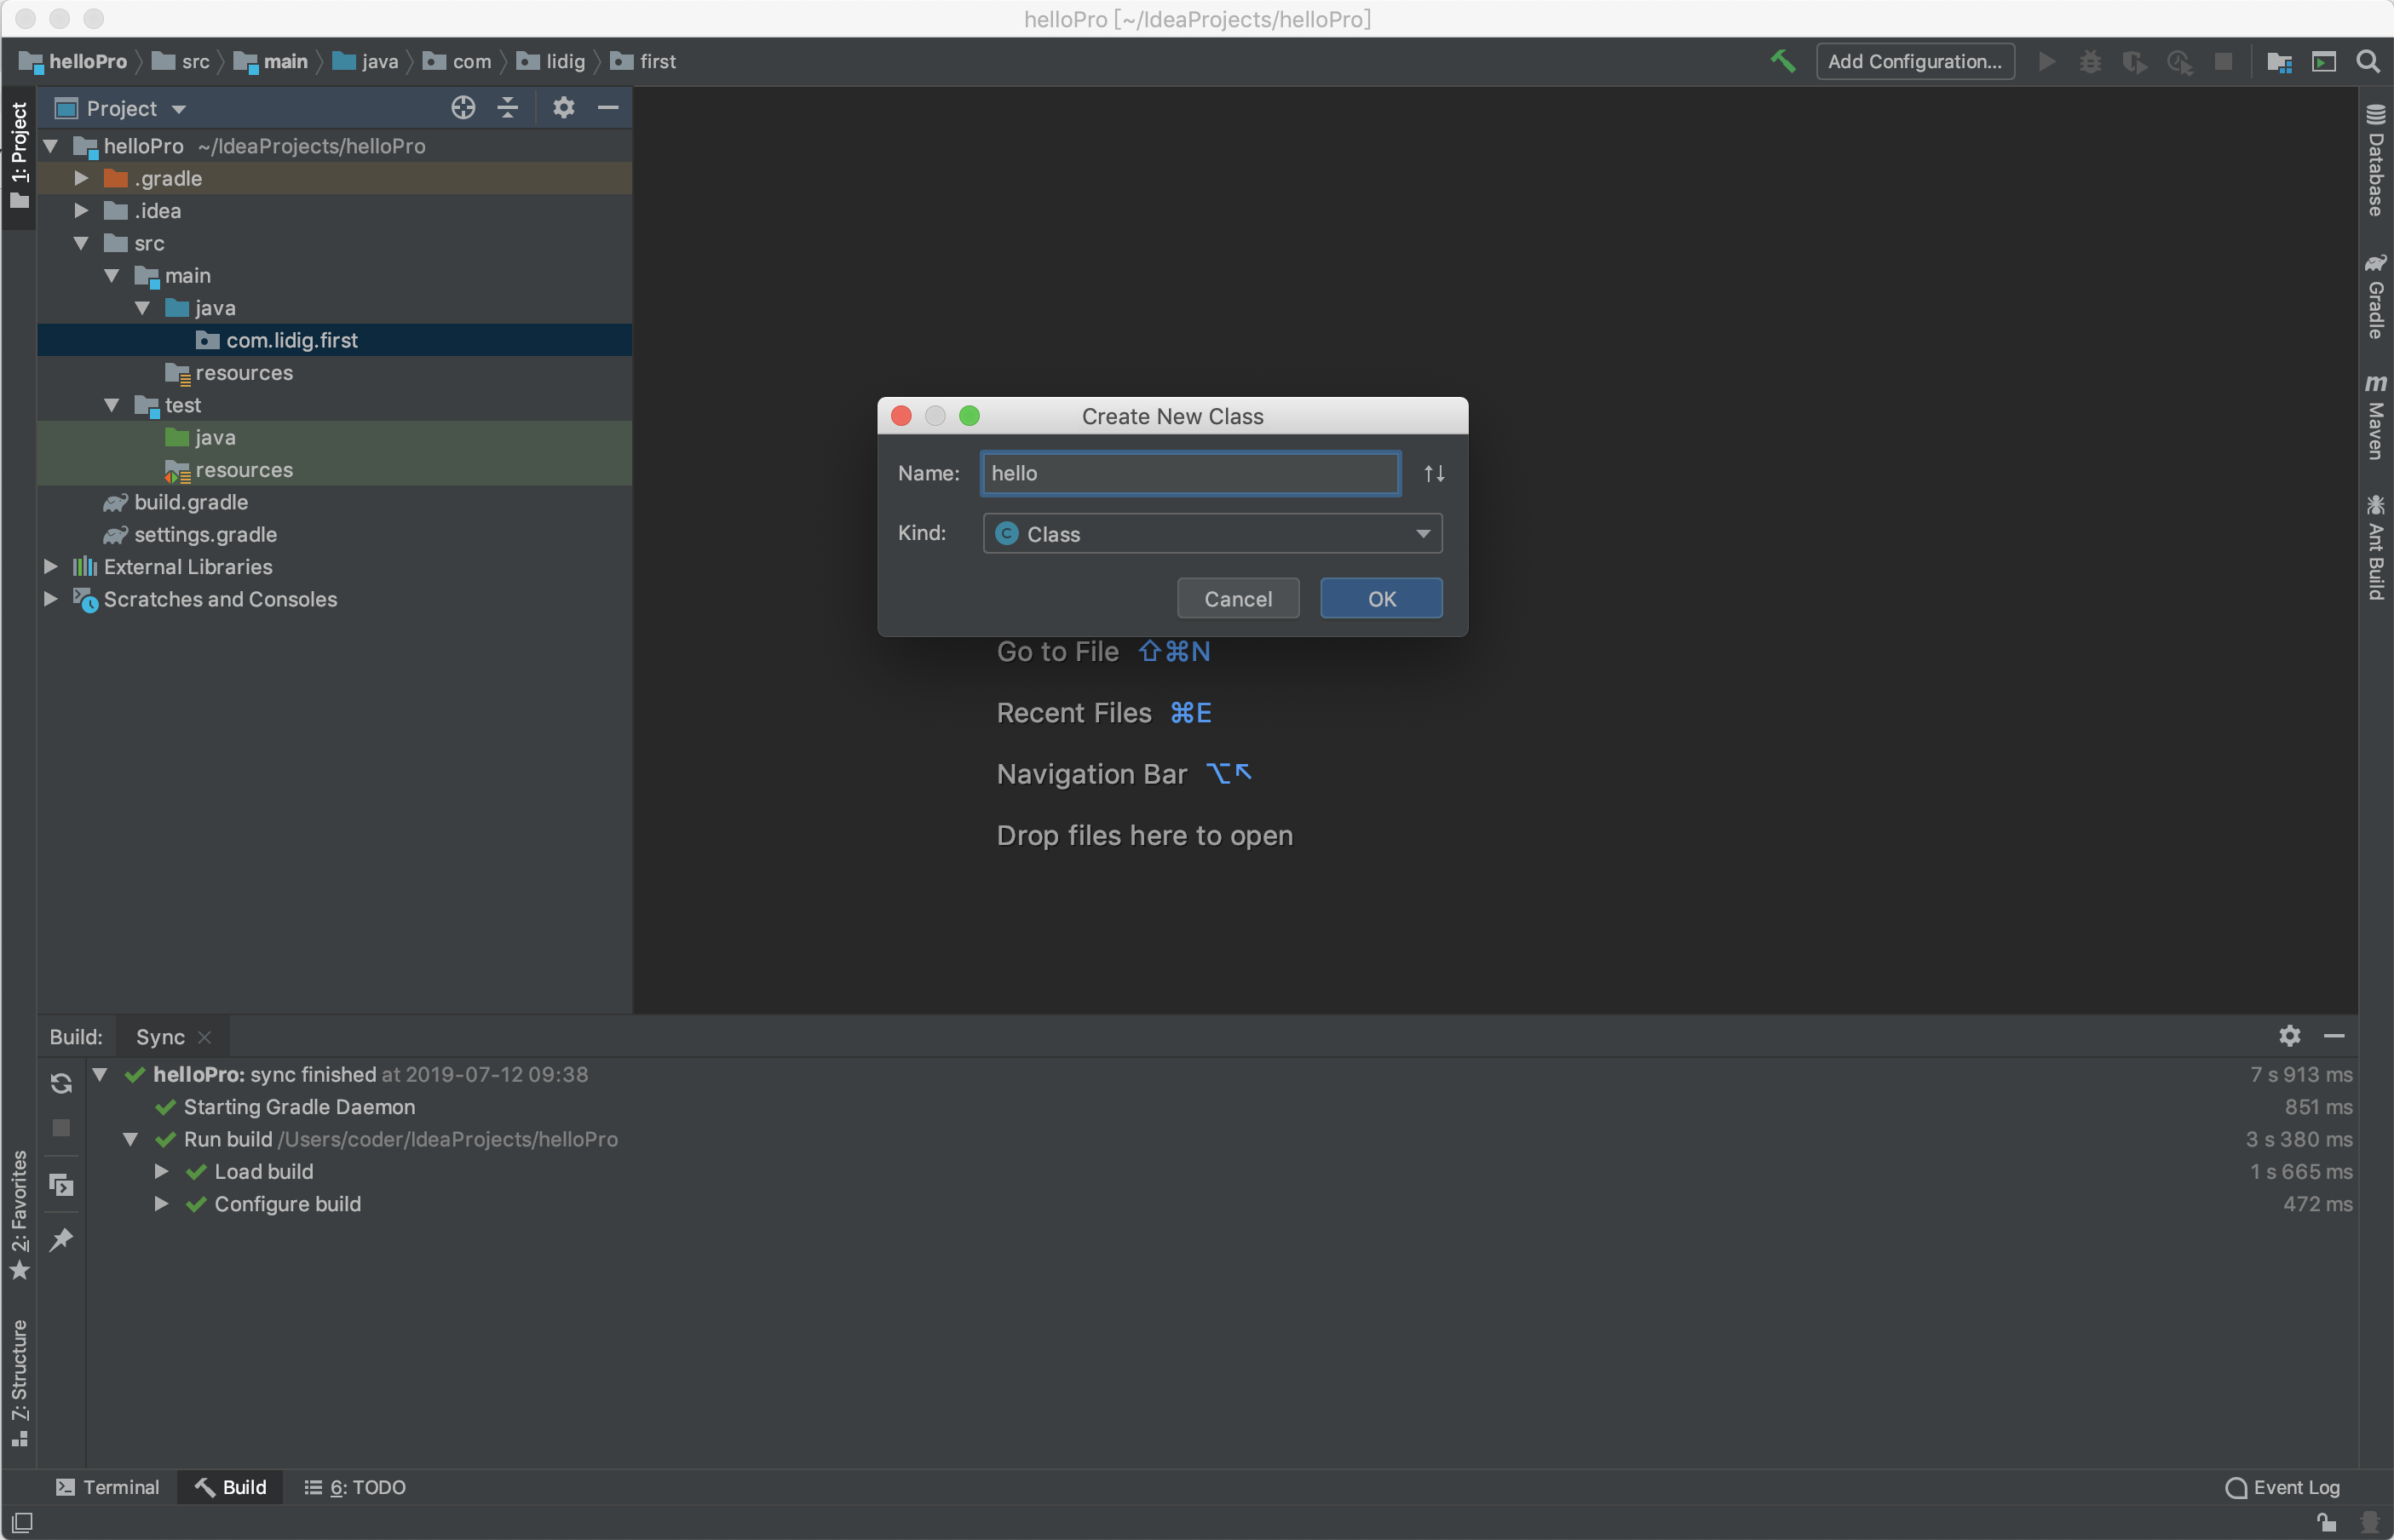 helloPro [~/IdeaProjects/helloPro]
helloPro src main java com lidig first
Add Configuration...
1: Project
Project
helloPro ~/IdeaProjects/helloPro
.gradle
.idea
src
main
java
com.lidig.first
resources
test
java
resources
build.gradle
settings.gradle
External Libraries
Scratches and Consoles
Create New Class
Name: hello
Kind: Class
Cancel OK
Go to File ⇧⌘N
Recent Files ⌘E
Navigation Bar ⌥↖
Drop files here to open
Database
Gradle
Maven
Ant Build
Build: Sync
helloPro: sync finished at 2019-07-12 09:38 7 s 913 ms
Starting Gradle Daemon 851 ms
Run build /Users/coder/IdeaProjects/helloPro 3 s 380 ms
Load build 1 s 665 ms
Configure build 472 ms
2: Favorites
7: Structure
Terminal Build 6: TODO Event Log